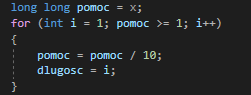 long long pomoc = x;
for (int i = 1; pomoc >= 1; i++)
{
    pomoc = pomoc / 10;
    dlugosc = i;
}